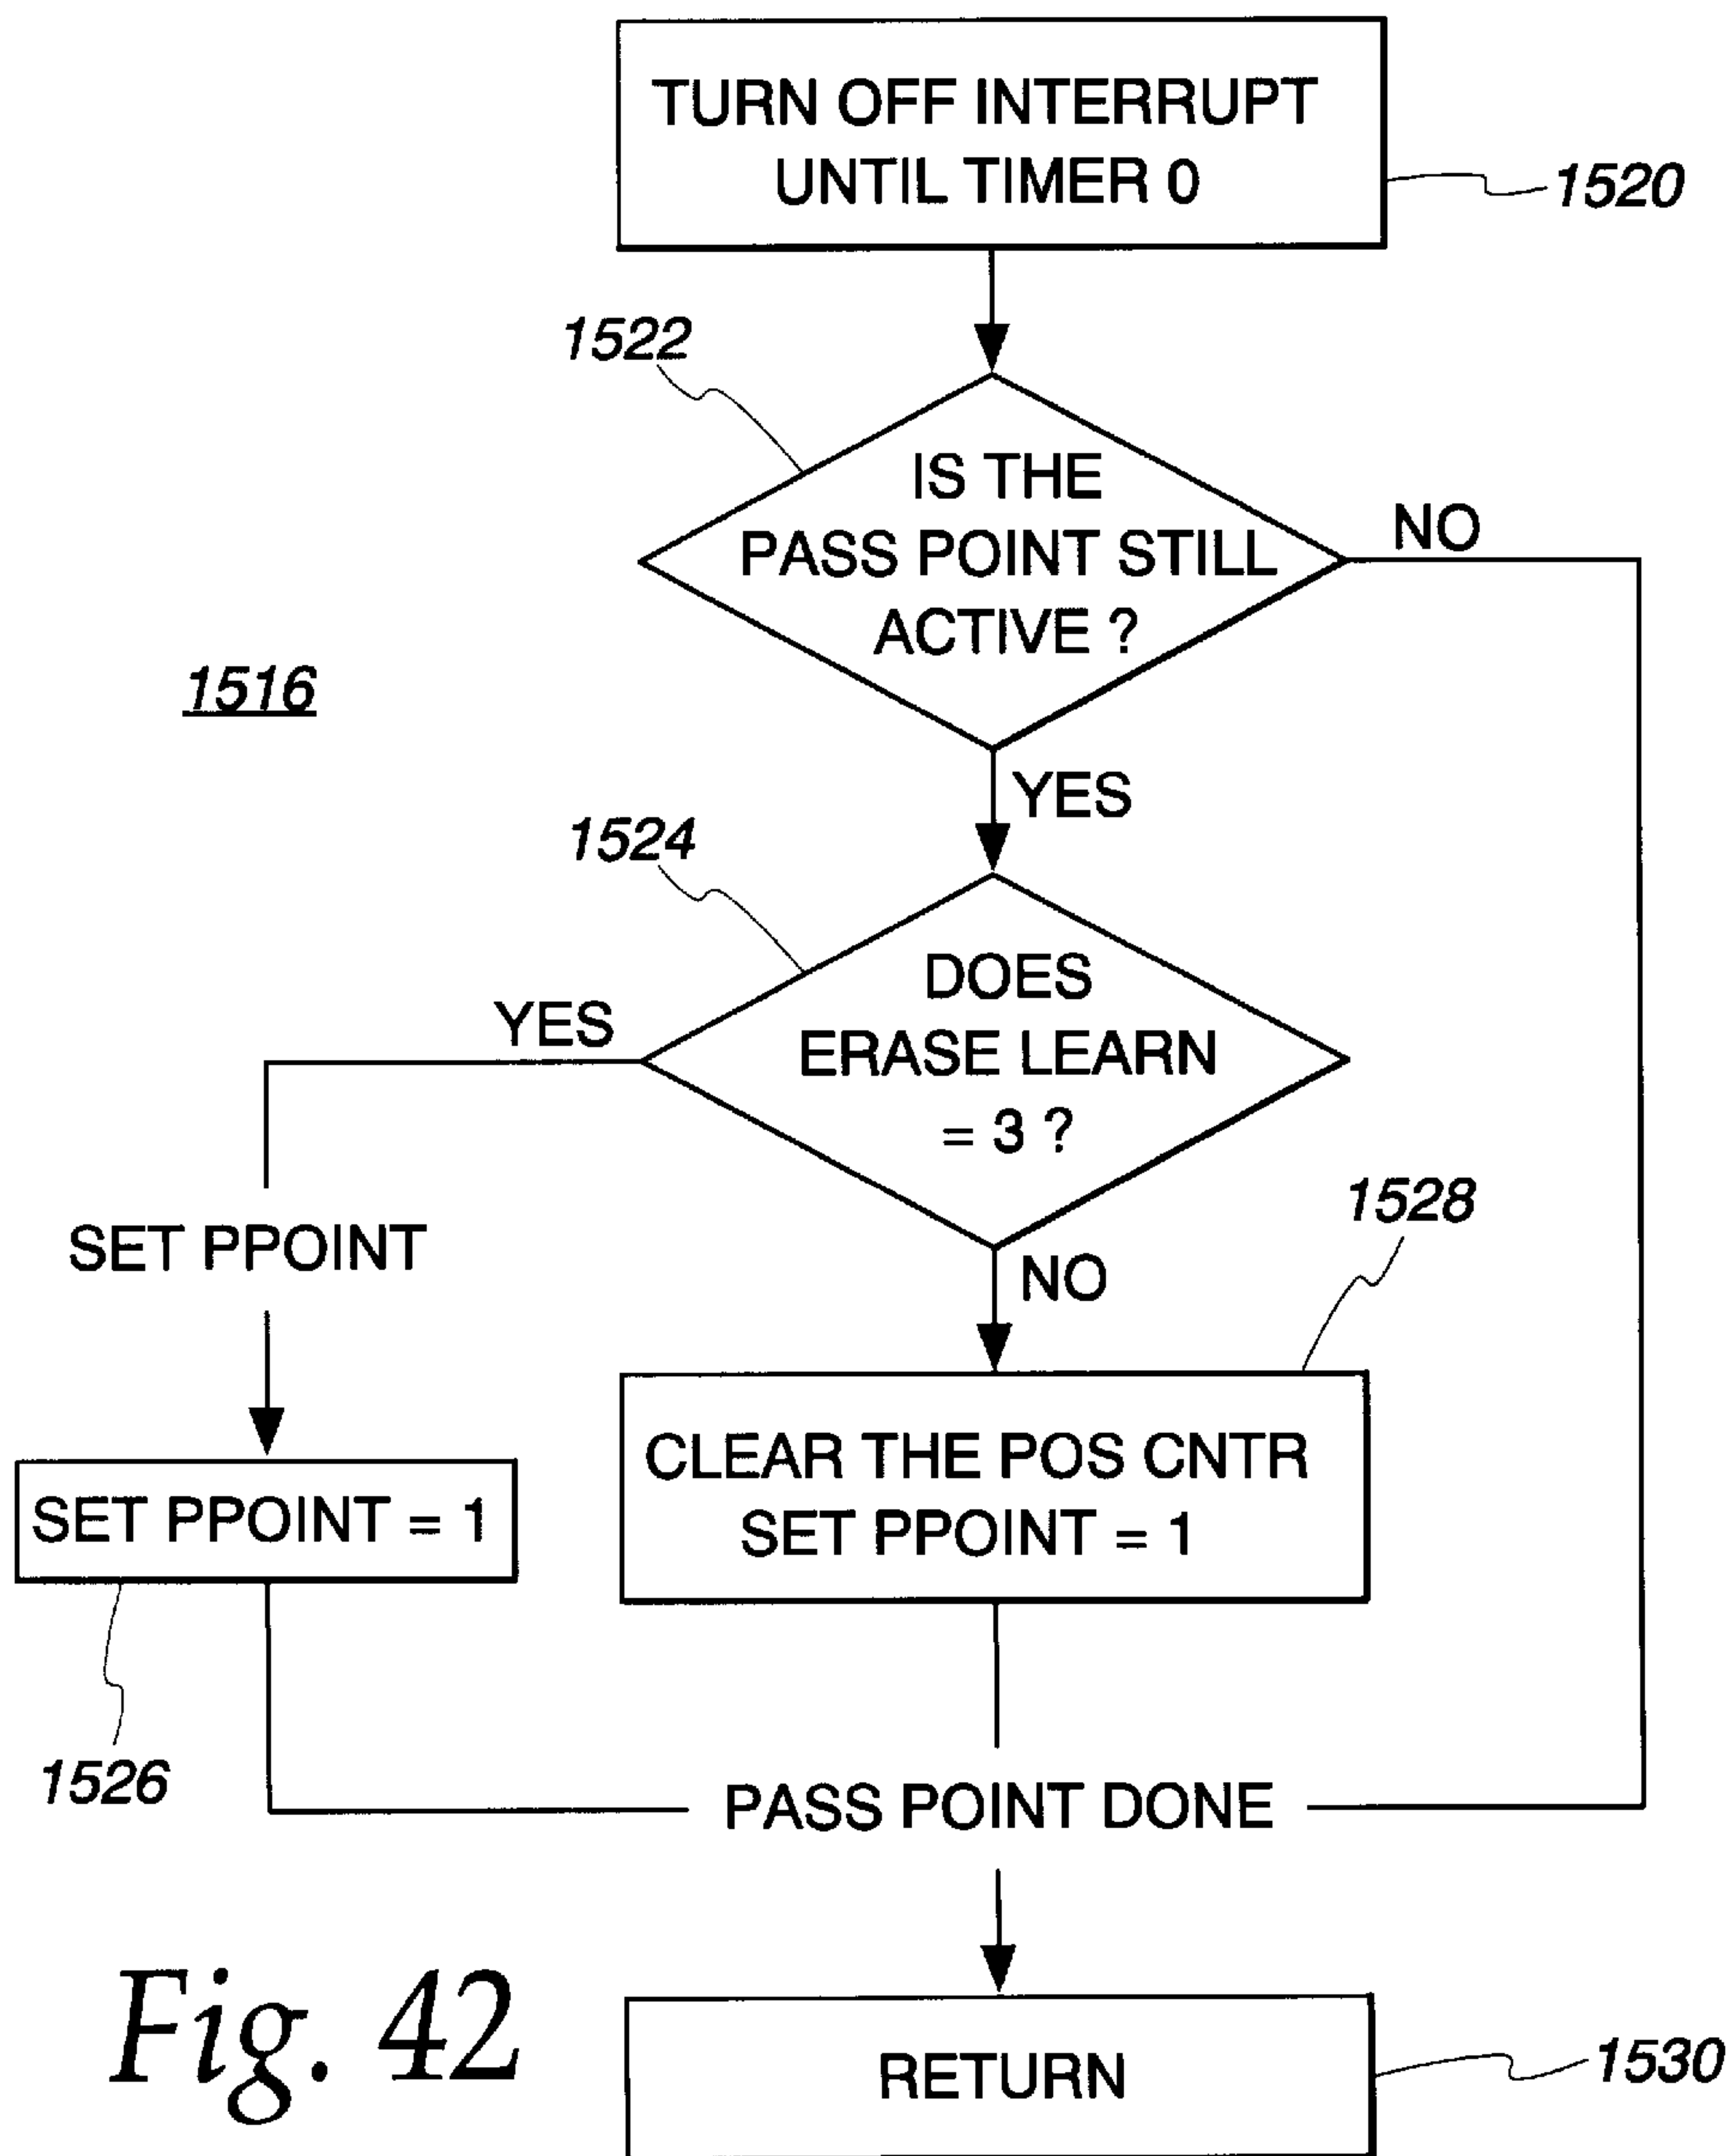 TURN OFF INTERRUPT
UNTIL TIMER 0
1520
1522
IS THE
PASS POINT STILL
ACTIVE ?
NO
1516
YES
1524
DOES
ERASE LEARN
= 3 ?
YES
1528
SET PPOINT
NO
CLEAR THE POS CNTR
SET PPOINT = 1
SET PPOINT = 1
1526
PASS POINT DONE
Fig. 42
RETURN
1530